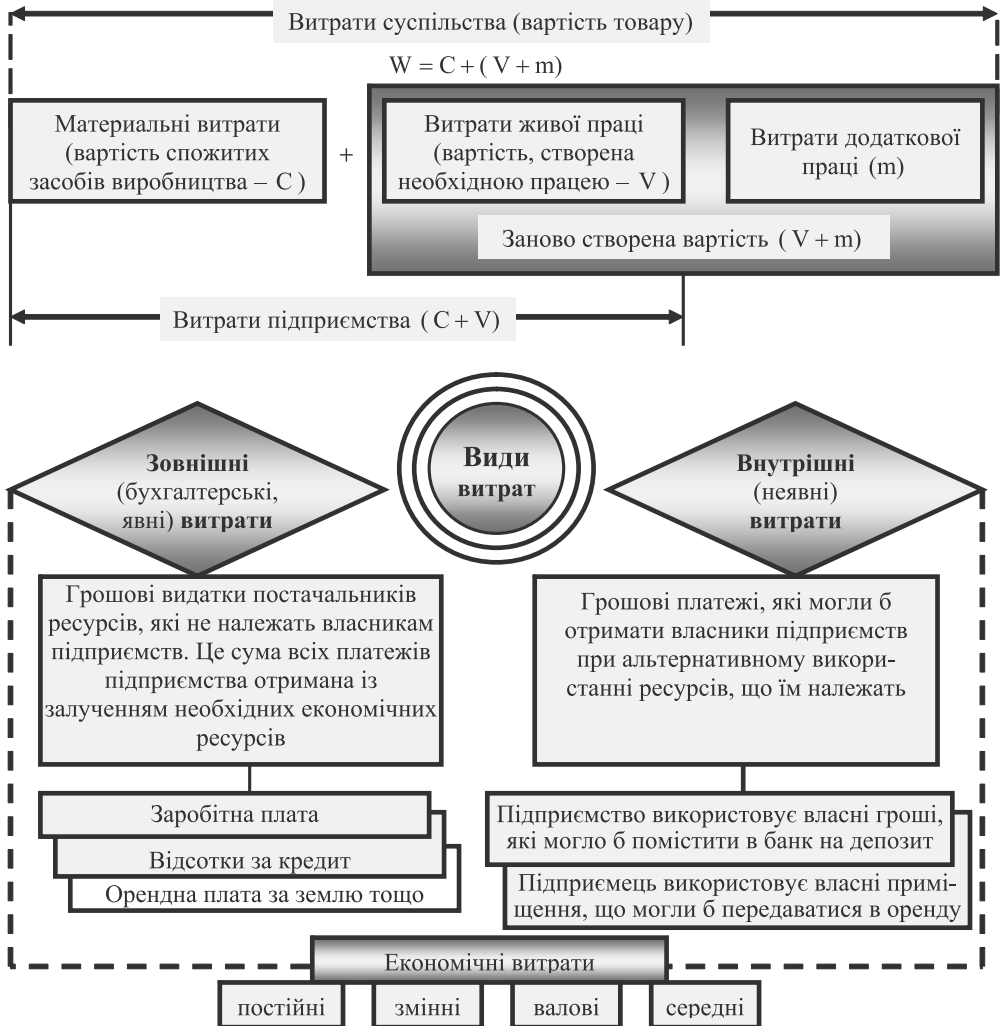 Витрати суспільства (вартість товару)
W = C + ( V + m)
Материальні витрати
(вартість спожитих
засобів виробництва – C )
+
Витрати живої праці
(вартість, створена
необхідною працею – V )
Витрати додаткової
праці (m)
Заново створена вартість ( V + m)
Витрати підприємства ( C + V)
Види
витрат
Зовнішні
(бухгалтерські,
явні) витрати
Грошові видатки постачальників
ресурсів, які не належать власникам
підприємств. Це сума всіх платежів
підприємства отримана із
залученням необхідних економічних
ресурсів
Заробітна плата
Відсотки за кредит
Орендна плата за землю тощо
Внутрішні
(неявні)
витрати
Грошові платежі, які могли б
отримати власники підприємств
при альтернативному викори-
станні ресурсів, що їм належать
Підприємство використовує власні гроші,
які могло б помістити в банк на депозит
Підприємець використовує власні примі-
щення, що могли б передаватися в оренду
Економічні витрати
постійні
змінні
валові
середні